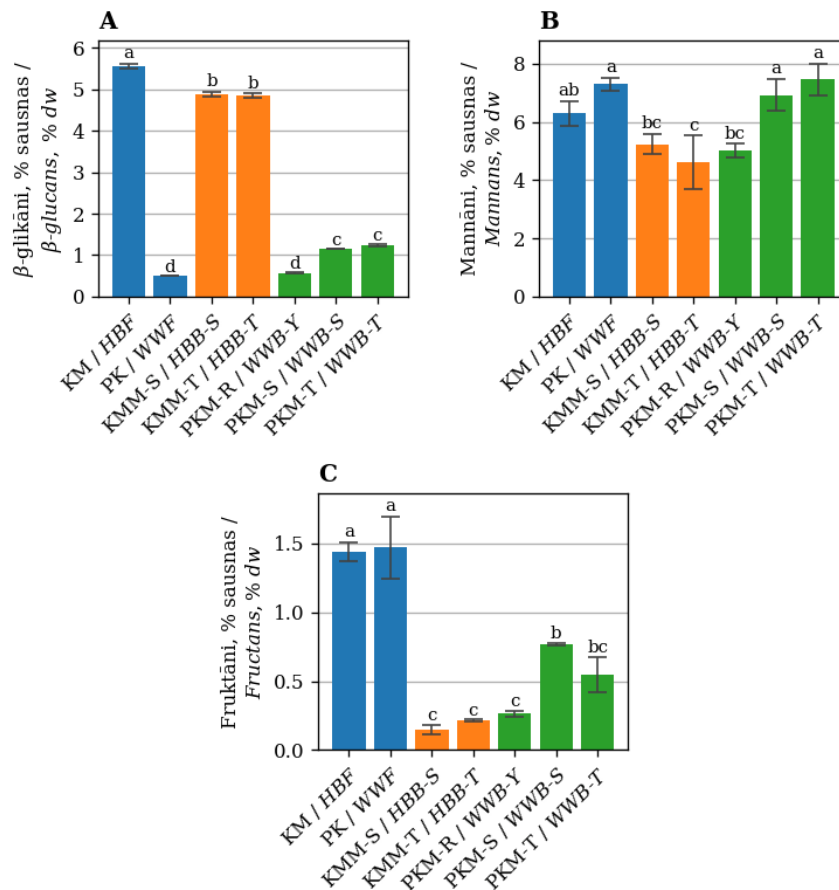 A
β-glikāni, % sausnas /
β-glucans, % dw
6
5
4
3
2
1
0
a
d
b
b
d
c
c
KM / HBF
PK / WWF
KMM-S / HBB-S
KMM-T / HBB-T
PKM-R / WWB-Y
PKM-S / WWB-S
PKM-T / WWB-T
B
Mannāni, % sausnas /
Mannans, % dw
8
6
4
2
0
ab
a
bc
c
bc
a
a
KM / HBF
PK / WWF
KMM-S / HBB-S
KMM-T / HBB-T
PKM-R / WWB-Y
PKM-S / WWB-S
PKM-T / WWB-T
C
Fruktāni, % sausnas /
Fructans, % dw
1.5
1.0
0.5
0.0
a
a
c
c
c
b
bc
KM / HBF
PK / WWF
KMM-S / HBB-S
KMM-T / HBB-T
PKM-R / WWB-Y
PKM-S / WWB-S
PKM-T / WWB-T